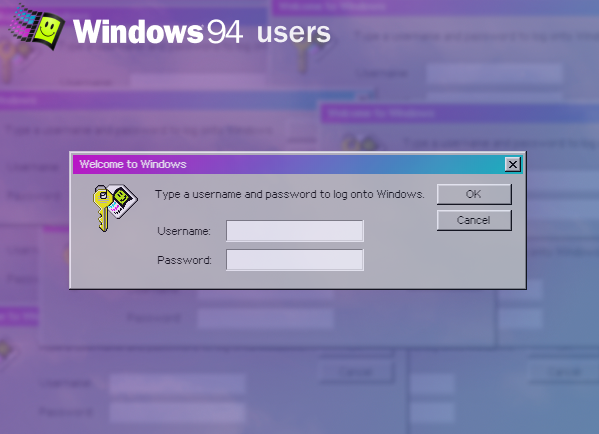 Windows94 users
Welcome to Windows
Type a username and password to log onto Windows.
OK
Cancel
Username:
Password: